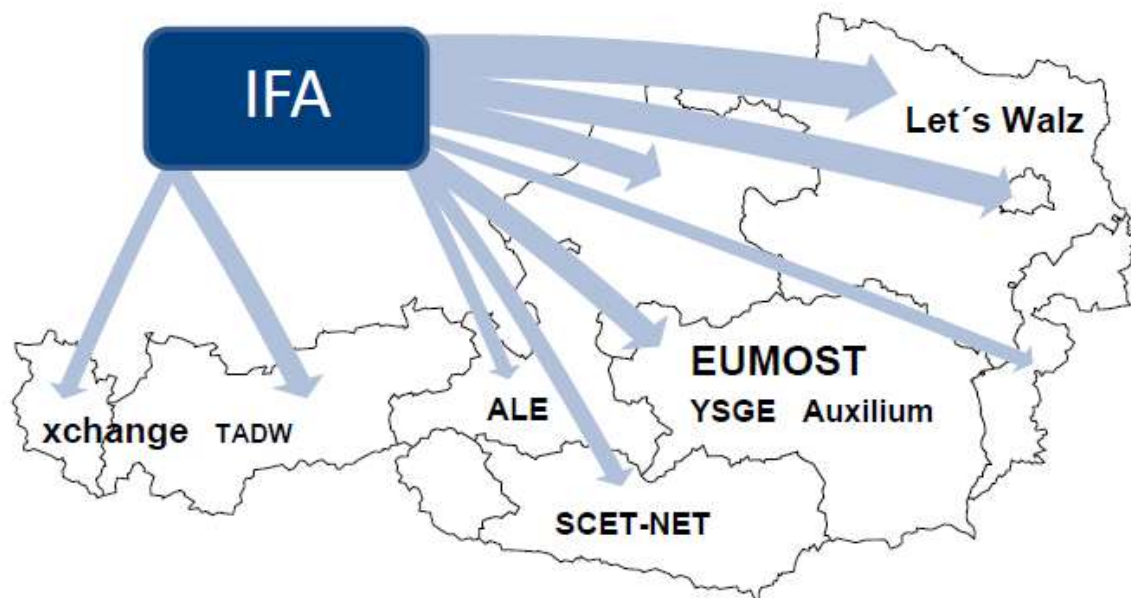 IFA
Let´s Walz
EUMOST
ALE
YSGE Auxilium
xchange TADW
SCET-NET